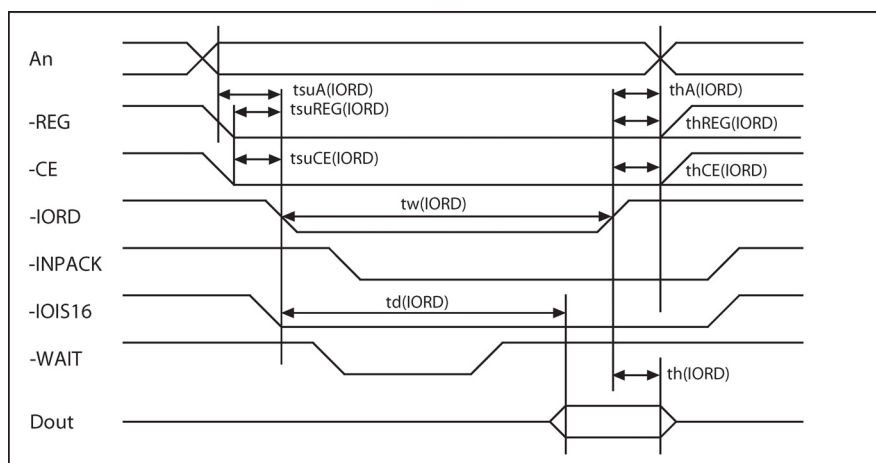 An
tsuA(IORD) thA(IORD)
tsuREG(IORD)
-REG thREG(IORD)
tsuCE(IORD)
-CE thCE(IORD)
tw(IORD)
-IORD
-INPACK
td(IORD)
-IOIS16
-WAIT
th(IORD)
Dout